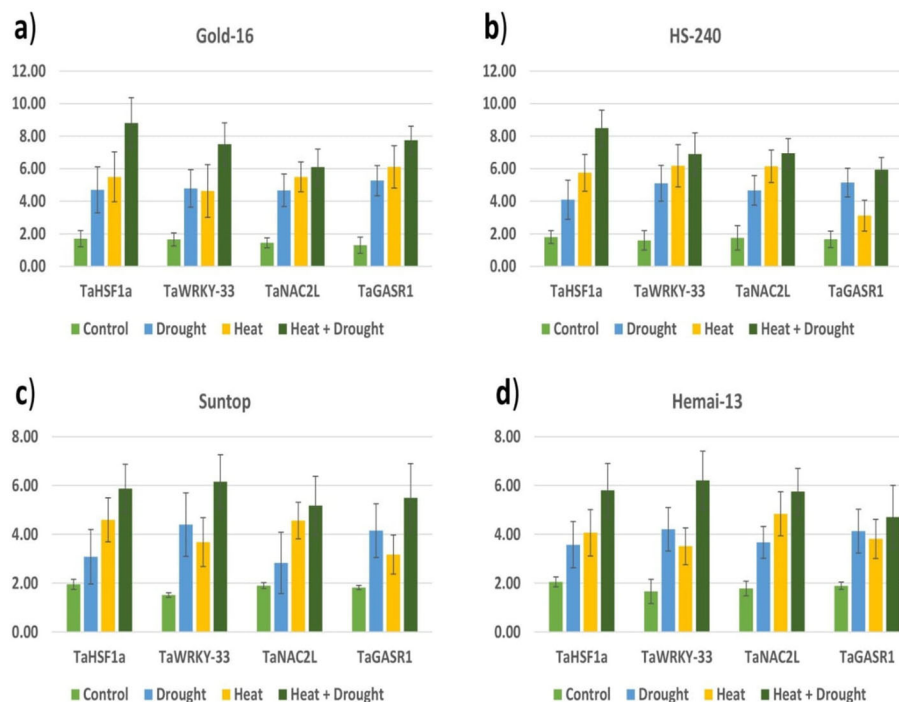 a)
Gold-16
12.00
10.00
8.00
6.00
4.00
2.00
0.00
TaHSF1a TaWRKY-33 TaNAC2L TaGASR1
Control Drought Heat Heat + Drought
b)
HS-240
12.00
10.00
8.00
6.00
4.00
2.00
0.00
TaHSF1a TaWRKY-33 TaNAC2L TaGASR1
Control Drought Heat Heat + Drought
c)
Suntop
8.00
6.00
4.00
2.00
0.00
TaHSF1a TaWRKY-33 TaNAC2L TaGASR1
Control Drought Heat Heat + Drought
d)
Hemai-13
8.00
6.00
4.00
2.00
0.00
TaHSF1a TaWRKY-33 TaNAC2L TaGASR1
Control Drought Heat Heat + Drought